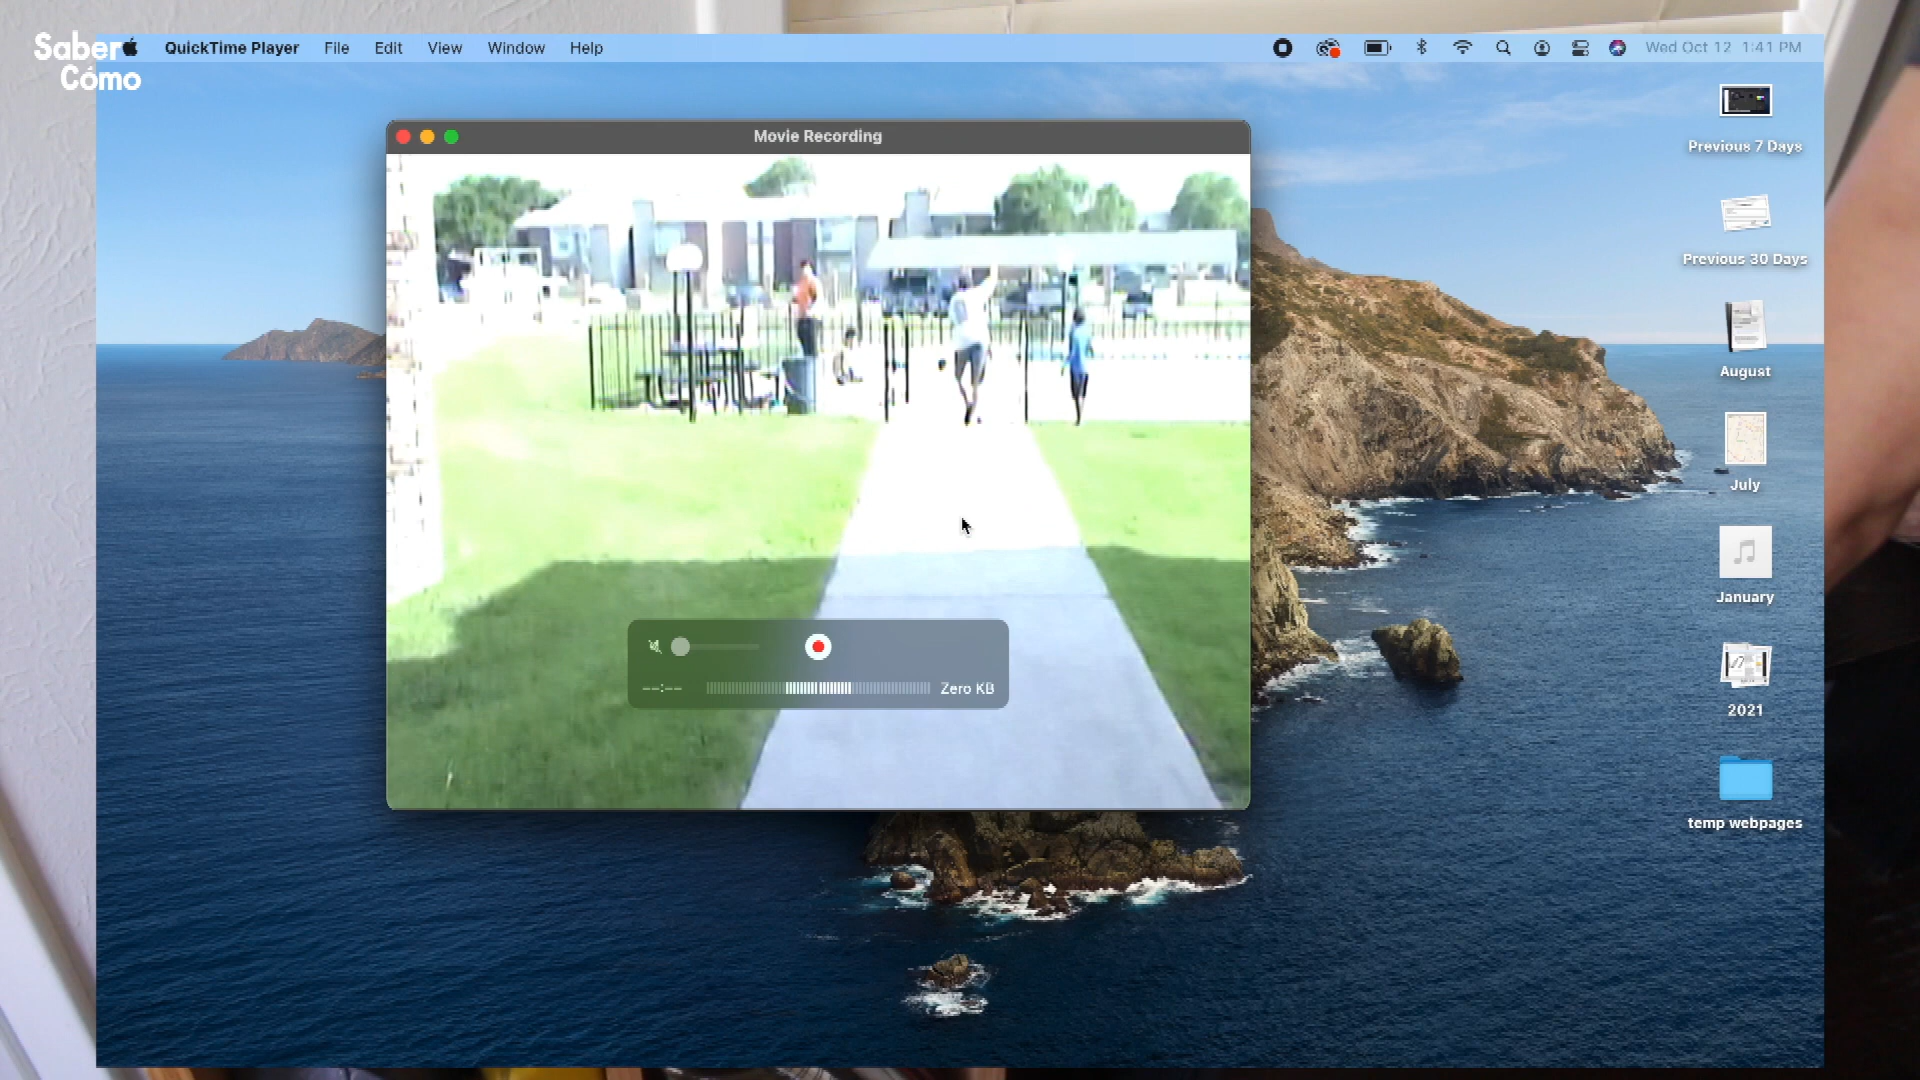 Saber
Cómo
QuickTime Player File Edit View Window Help
Wed Oct 12 1:41 PM
Movie Recording
Previous 7 Days
Previous 30 Days
August
July
January
2021
temp webpages
--:-- Zero KB